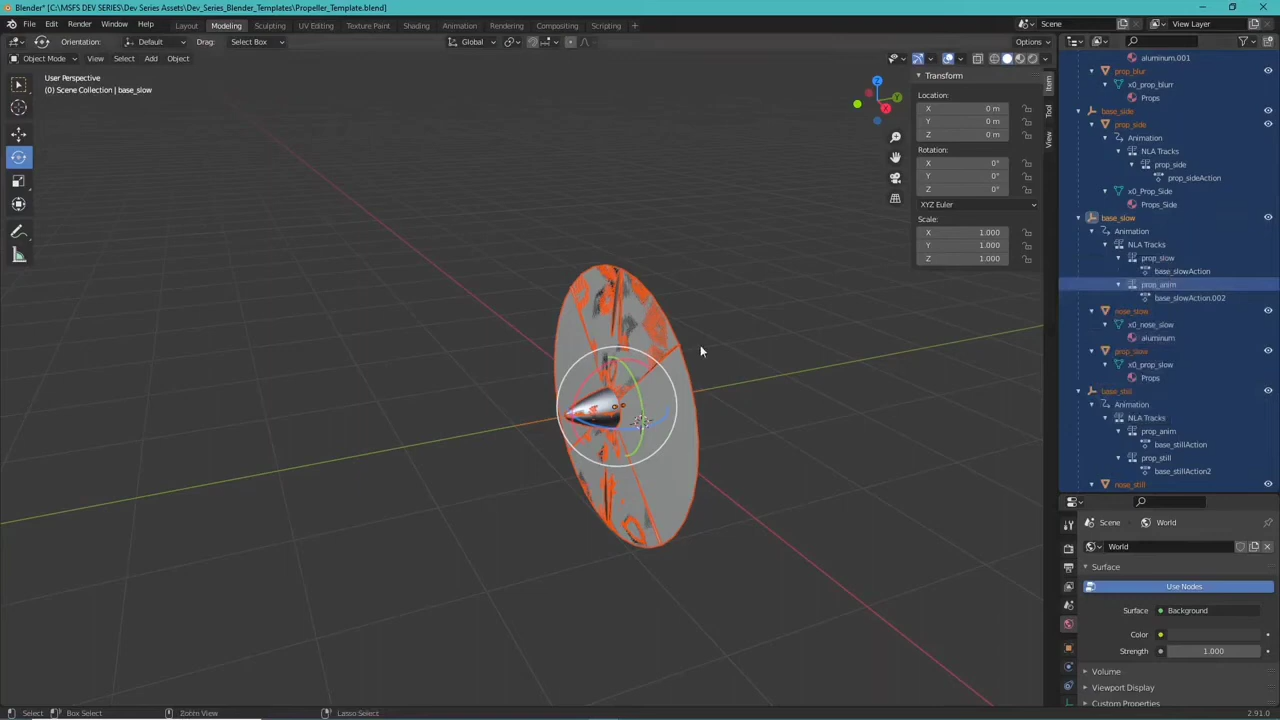 Blender* [C:\MSFS DEV SERIES\Dev_Series Assets\Dev_Series_Blender_Templates\Propeller_Template.blend]
File Edit Render Window Help Layout Modeling Sculpting UV Editing Texture Paint Shading Animation Rendering Compositing Scripting + Scene View Layer
Orientation: Default Drag: Select Box Global Options
Object Mode View Select Add Object
User Perspective
(0) Scene Collection | base_slow
Z
Y
X
Transform
Location:
X 0 m
Y 0 m
Z 0 m
Rotation:
X 0°
Y 0°
Z 0°
XYZ Euler
Scale:
X 1.000
Y 1.000
Z 1.000
Item
Tool
View
aluminum.001
prop_blur
x0_prop_blurr
Props
base_side
prop_side
Animation
NLA Tracks
prop_side
prop_sideAction
x0_Prop_Side
Props_Side
base_slow
Animation
NLA Tracks
prop_slow
base_slowAction
prop_anim
base_slowAction.002
nose_slow
x0_nose_slow
aluminum
prop_slow
x0_prop_slow
Props
base_still
Animation
NLA Tracks
prop_anim
base_stillAction
prop_still
base_stillAction2
nose_still
Scene World
World
Surface
Use Nodes
Surface Background
Color
Strength 1.000
Volume
Viewport Display
Custom Properties
Select Box Select Zoom View Lasso Select 2.91.0